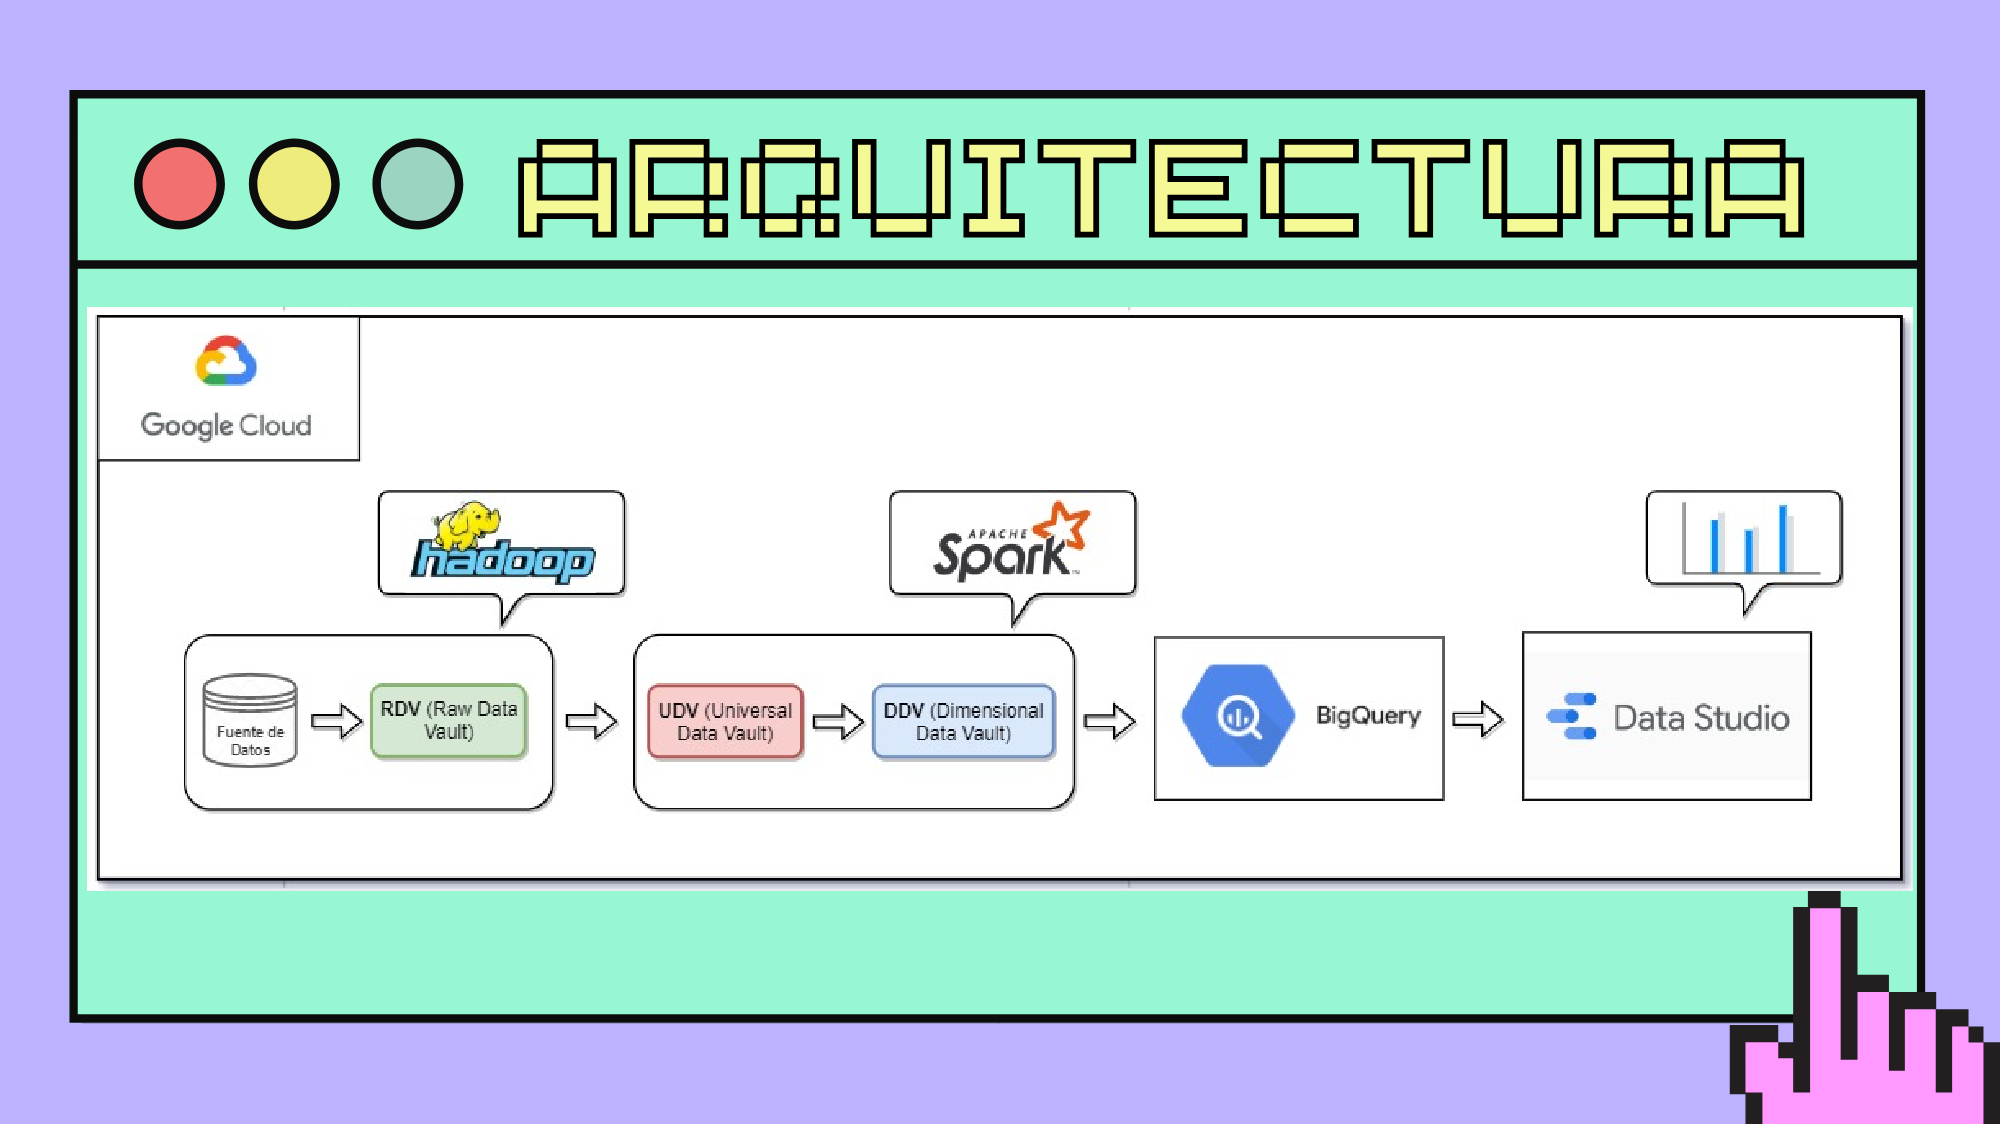 ARQUITECTURA
Google Cloud
hadoop
APACHE
Spark™
Fuente de
Datos
RDV (Raw Data
Vault)
UDV (Universal
Data Vault)
DDV (Dimensional
Data Vault)
BigQuery
Data Studio